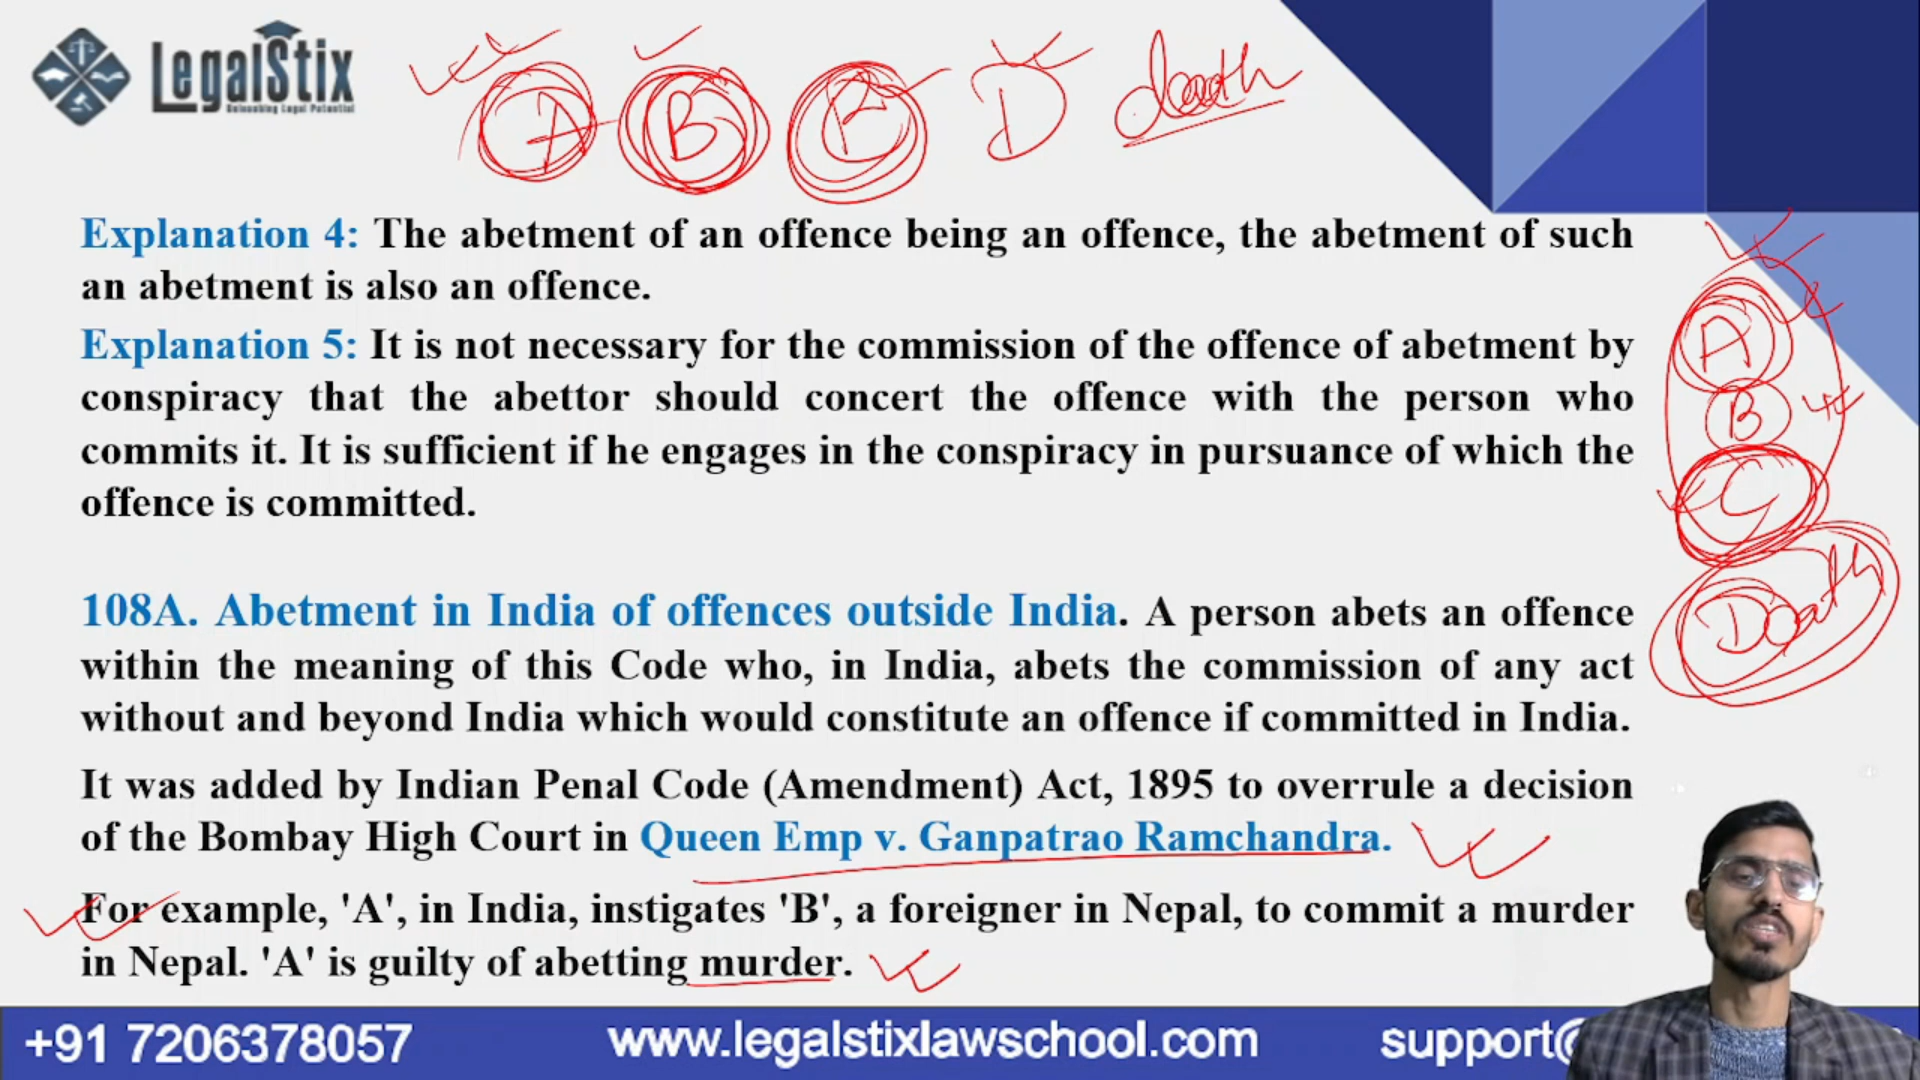 LegalStix
Unlocking Legal Potential
A B B D death
Explanation 4: The abetment of an offence being an offence, the abetment of such
an abetment is also an offence.
Explanation 5: It is not necessary for the commission of the offence of abetment by
conspiracy that the abettor should concert the offence with the person who
commits it. It is sufficient if he engages in the conspiracy in pursuance of which the
offence is committed.
A
B
C
Death
108A. Abetment in India of offences outside India. A person abets an offence
within the meaning of this Code who, in India, abets the commission of any act
without and beyond India which would constitute an offence if committed in India.
It was added by Indian Penal Code (Amendment) Act, 1895 to overrule a decision
of the Bombay High Court in Queen Emp v. Ganpatrao Ramchandra.
For example, 'A', in India, instigates 'B', a foreigner in Nepal, to commit a murder
in Nepal. 'A' is guilty of abetting murder.
+91 7206378057 www.legalstixlawschool.com support@